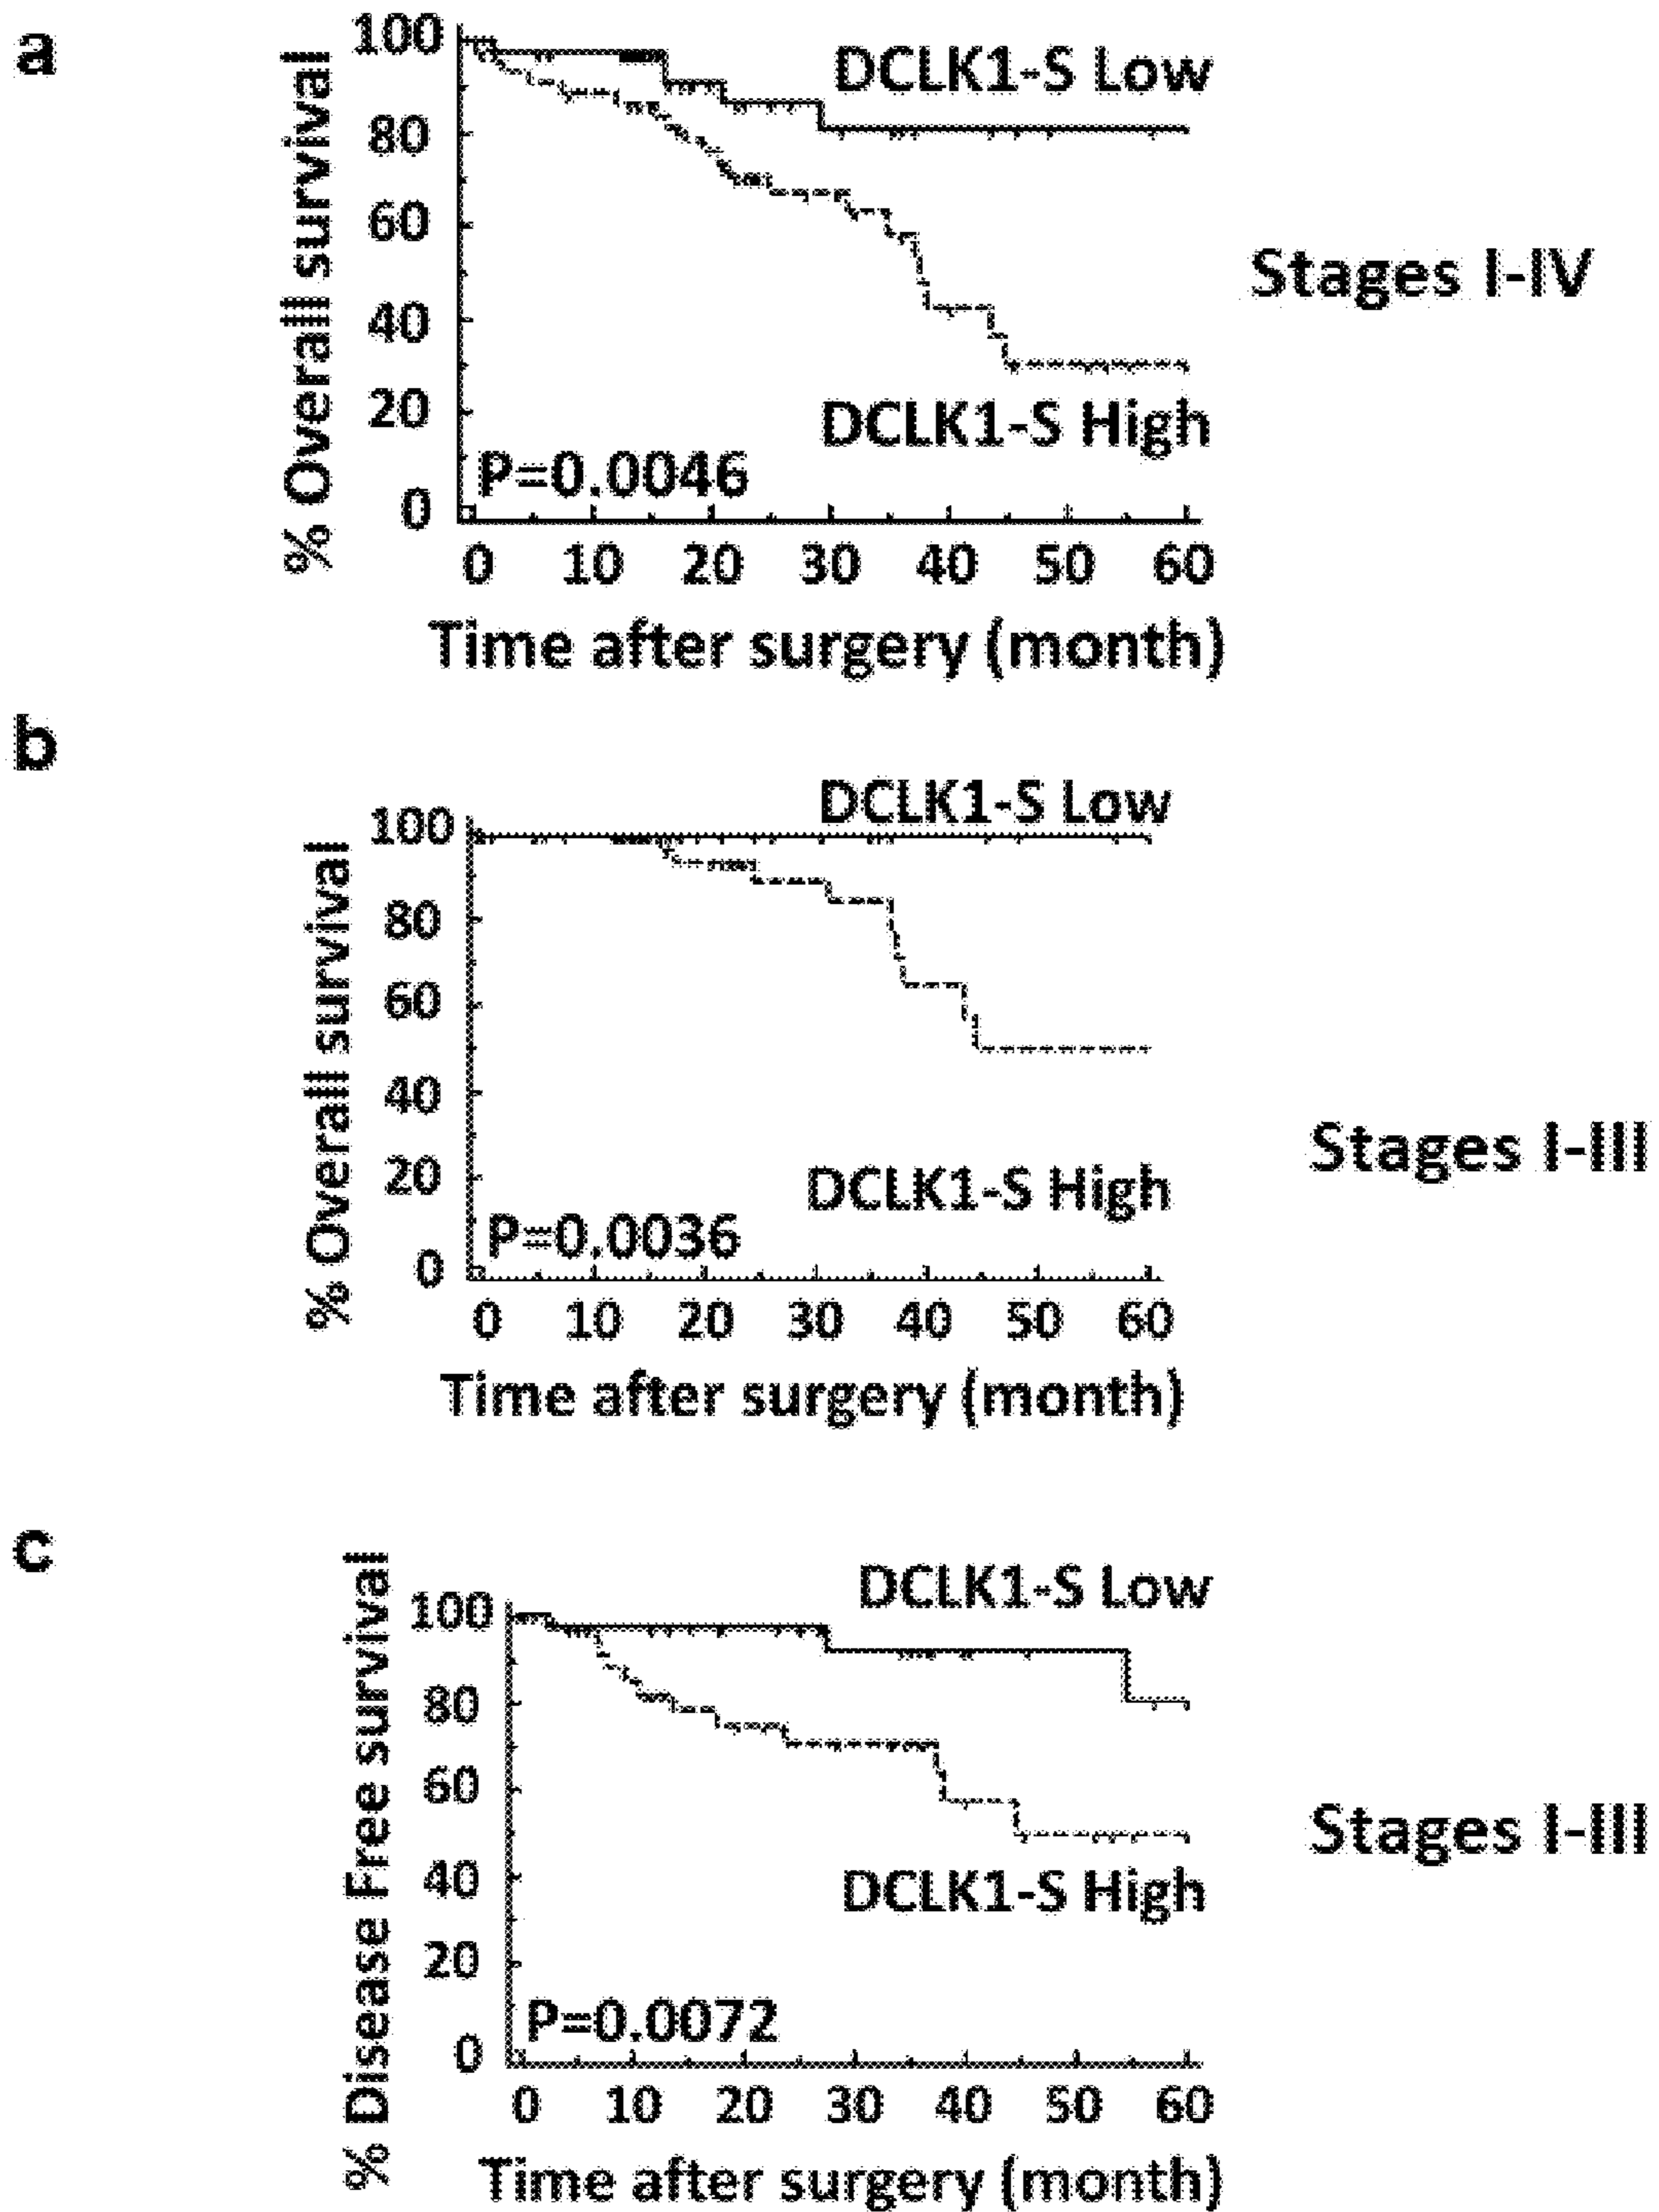 a
% Overall survival
100
80
60
40
20
0
DCLK1-S Low
DCLK1-S High
P=0.0046
0 10 20 30 40 50 60
Time after surgery (month)
Stages I-IV
b
% Overall survival
100
80
60
40
20
0
DCLK1-S Low
DCLK1-S High
P=0.0036
0 10 20 30 40 50 60
Time after surgery (month)
Stages I-III
c
% Disease Free survival
100
80
60
40
20
0
DCLK1-S Low
DCLK1-S High
P=0.0072
0 10 20 30 40 50 60
Time after surgery (month)
Stages I-III